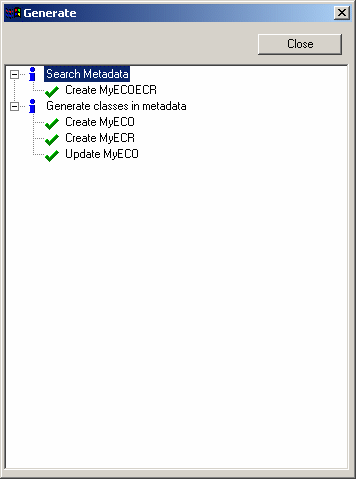 Generate
Close
Search Metadata
Create MyECOECR
Generate classes in metadata
Create MyECO
Create MyECR
Update MyECO